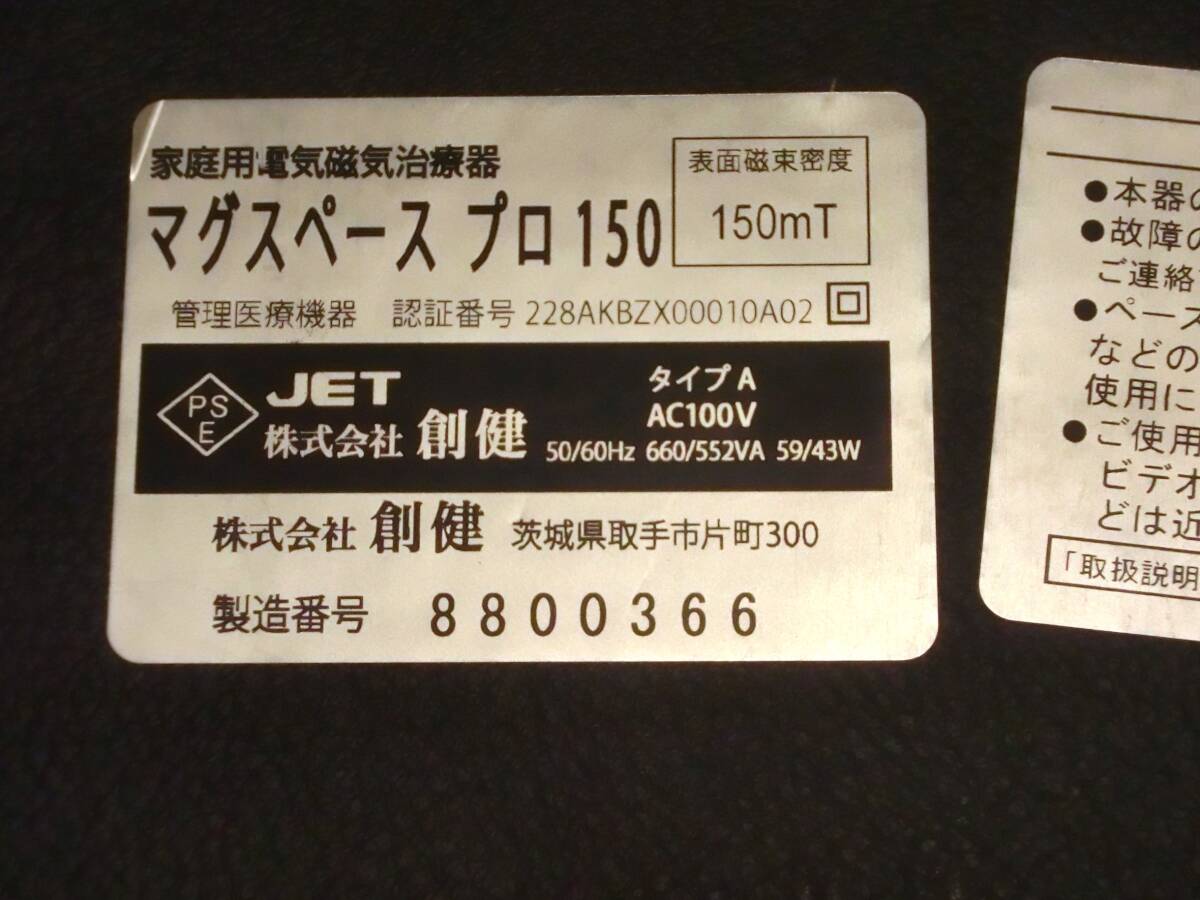 家庭用電気磁気治療器
マグスペース プロ 150
表面磁束密度
150mT
管理医療機器 認証番号 228AKBZX00010A02
PS
E
JET
株式会社 創健
タイプ A
AC100V
50/60Hz 660/552VA 59/43W
株式会社 創健 茨城県取手市片町300
製造番号 8800366
●本器の
●故障の
ご連絡
●ペース
などの
使用に
●ご使用
ビデオ
どは近
「取扱説明